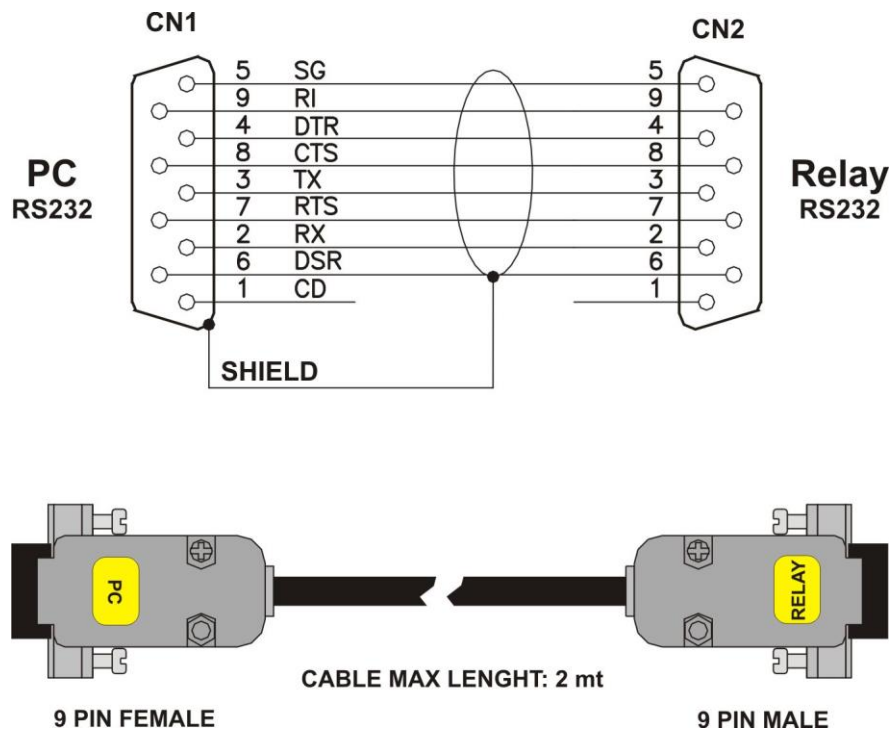 CN1
CN2
5 SG 5
9 RI 9
4 DTR 4
8 CTS 8
PC
RS232
3 TX 3
7 RTS 7
2 RX 2
6 DSR 6
1 CD 1
Relay
RS232
SHIELD
PC
RELAY
CABLE MAX LENGHT: 2 mt
9 PIN FEMALE
9 PIN MALE